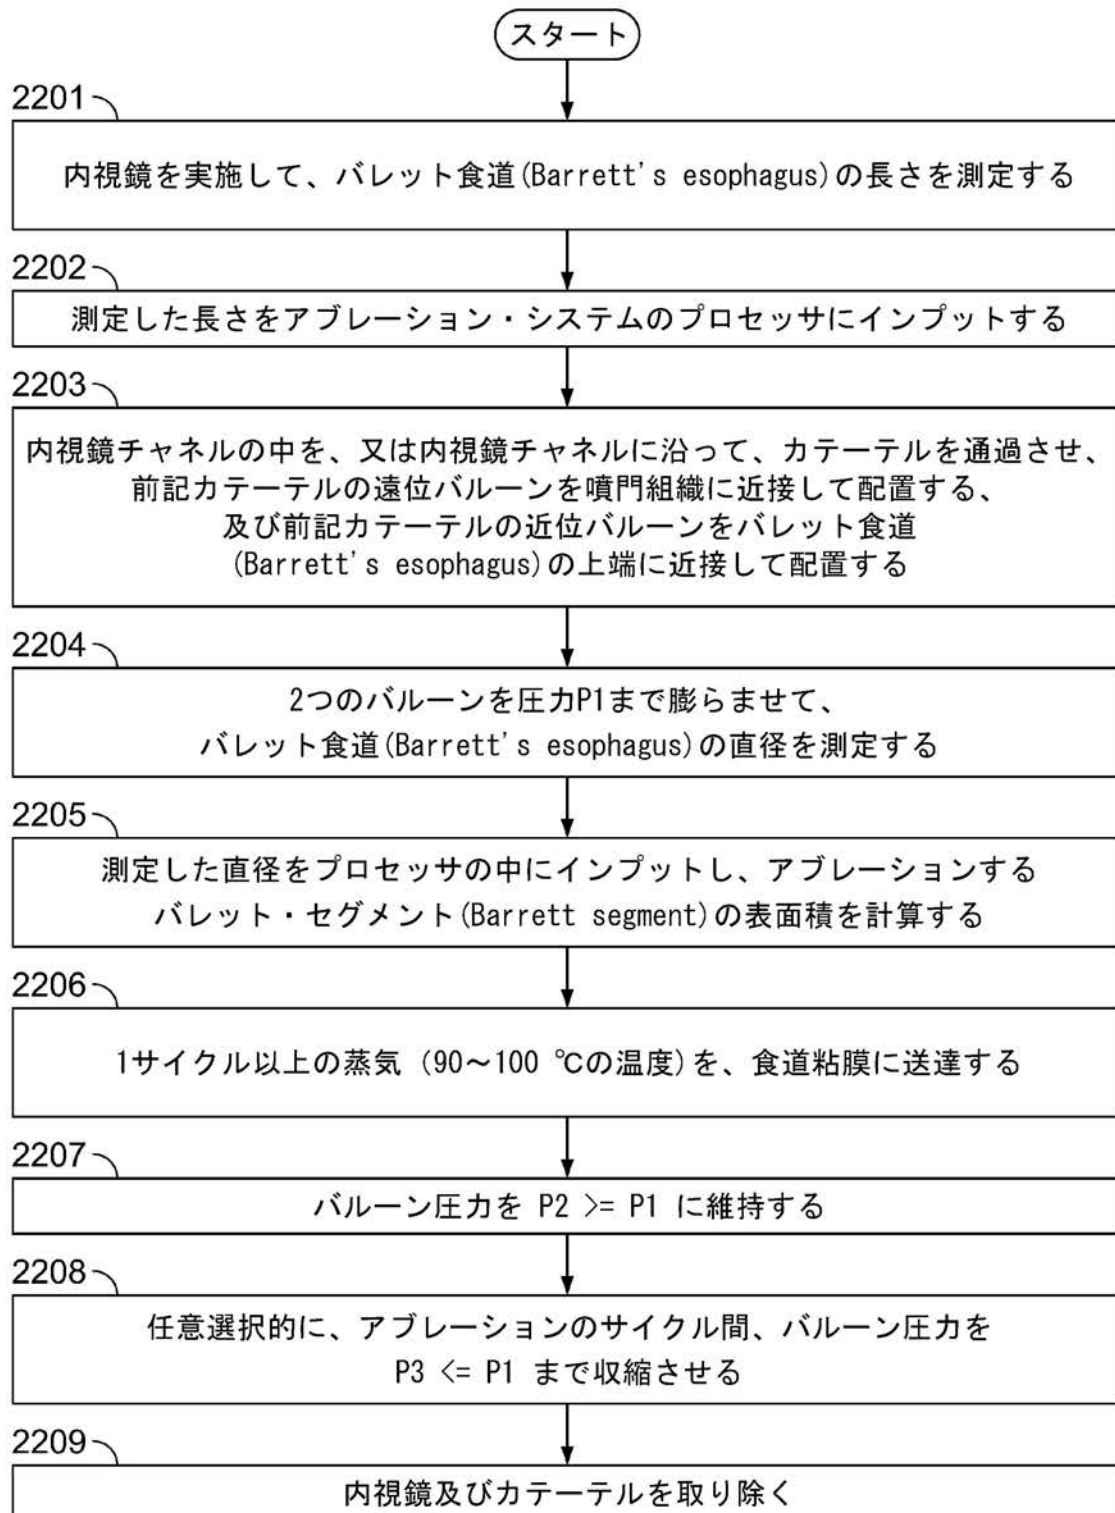 スタート
2201
内視鏡を実施して、バレット食道(Barrett's esophagus)の長さを測定する
2202
測定した長さをアブレーション・システムのプロセッサにインプットする
2203
内視鏡チャネルの中を、又は内視鏡チャネルに沿って、カテーテルを通過させ、
前記カテーテルの遠位バルーンを噴門組織に近接して配置する、
及び前記カテーテルの近位バルーンをバレット食道
(Barrett's esophagus)の上端に近接して配置する
2204
2つのバルーンを圧力P1まで膨らませて、
バレット食道(Barrett's esophagus)の直径を測定する
2205
測定した直径をプロセッサの中にインプットし、アブレーションする
バレット・セグメント(Barrett segment)の表面積を計算する
2206
1サイクル以上の蒸気 (90～100 ℃の温度)を、食道粘膜に送達する
2207
バルーン圧力を P2 >= P1 に維持する
2208
任意選択的に、アブレーションのサイクル間、バルーン圧力を
P3 <= P1 まで収縮させる
2209
内視鏡及びカテーテルを取り除く